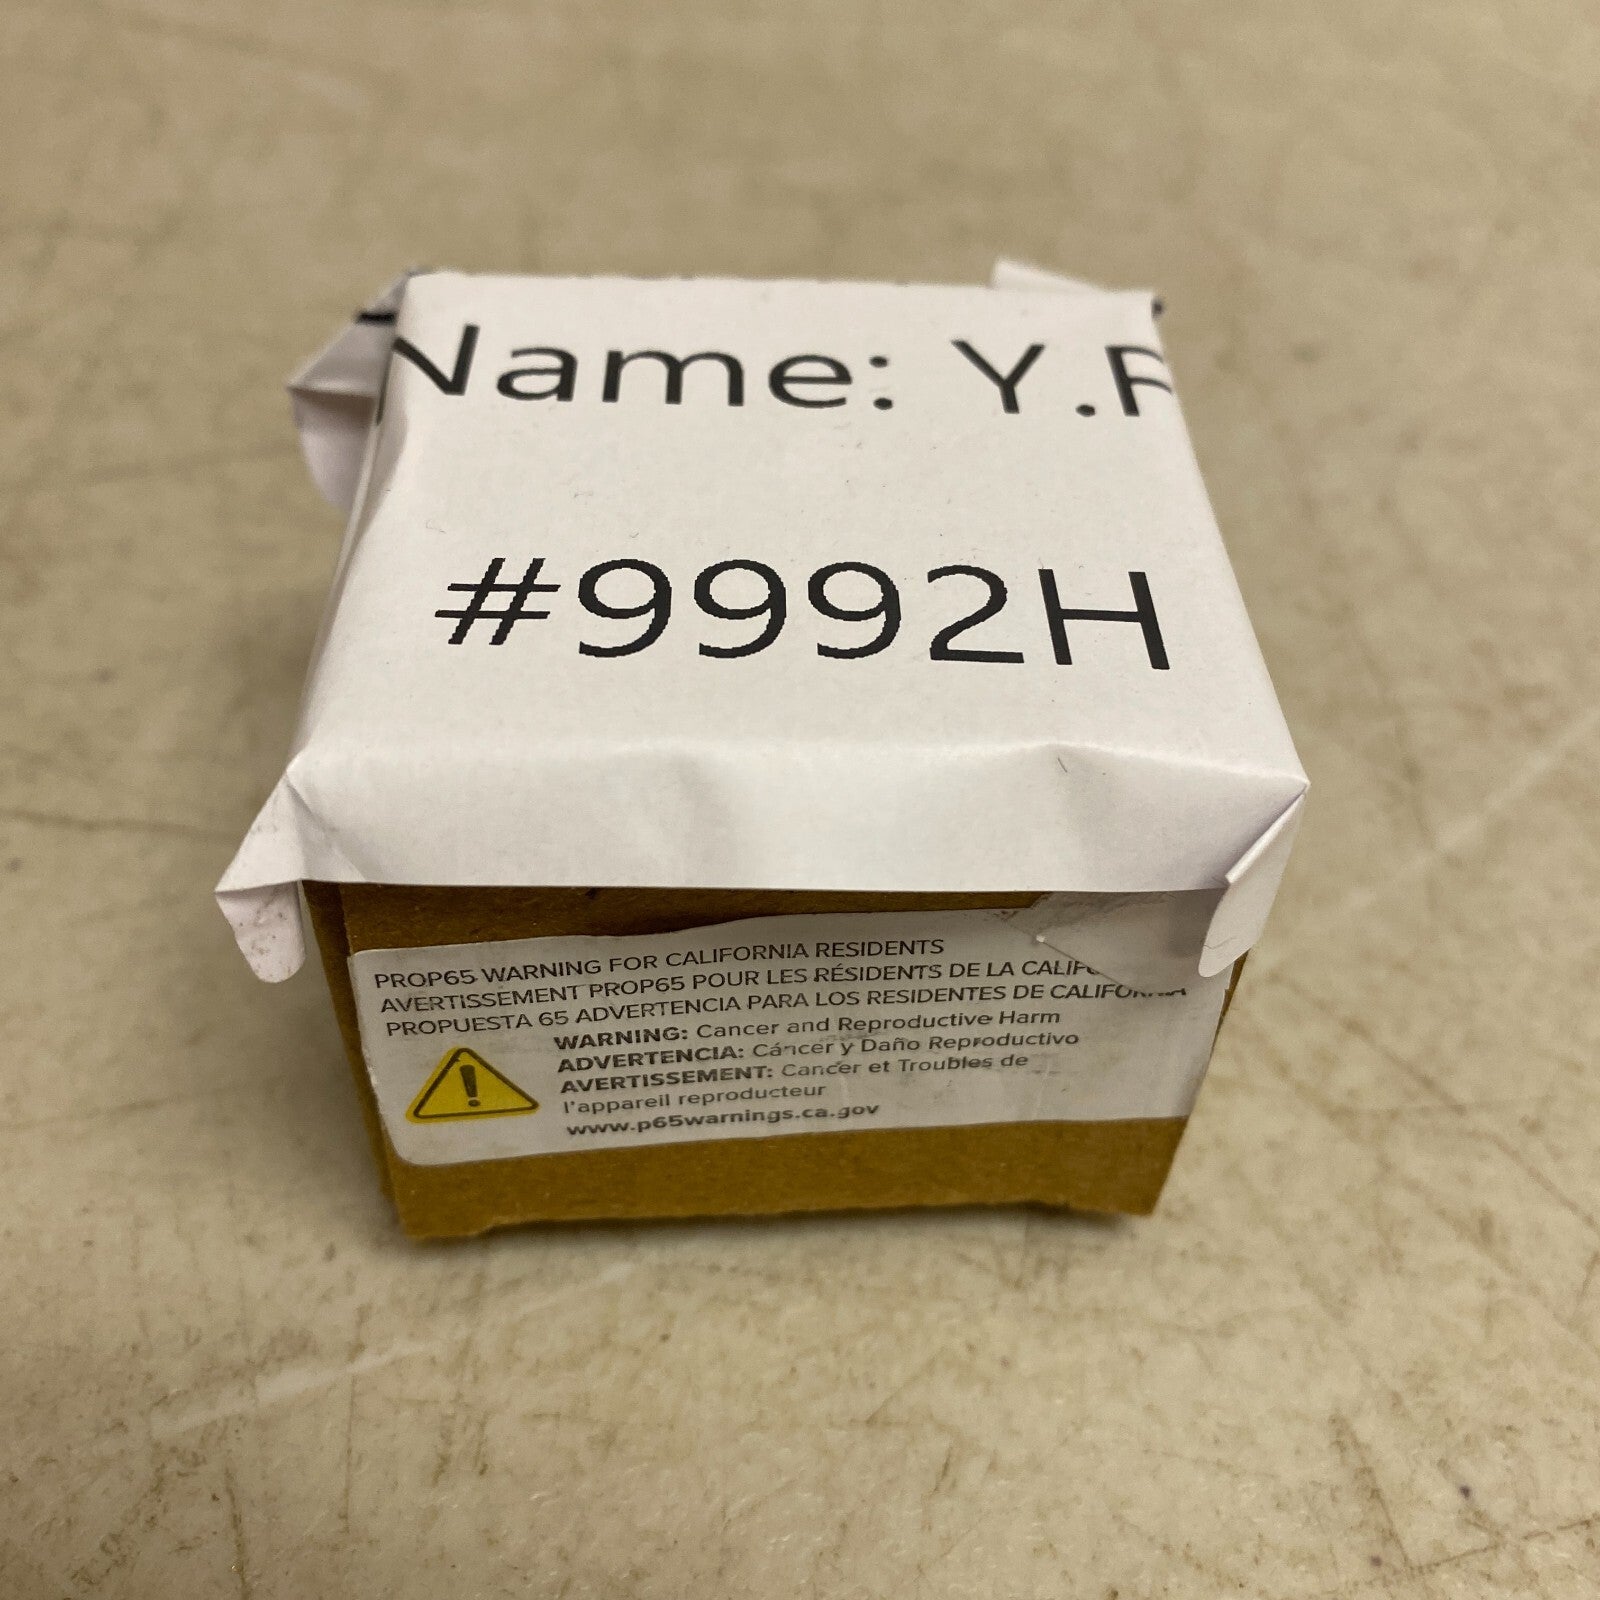 Name: Y.
#9992H
PROP65 WARNING FOR CALIFORNIA RESIDENTS
AVERTISSEMENT PROP65 POUR LES RÉSIDENTS DE LA
PROPUESTA 65 ADVERTENCIA PARA LOS RESIDENTES DE CALIFORNIA
WARNING: Cancer and Reproductive Harm
ADVERTENCIA: Cáncer y Daño Reproductivo
AVERTISSEMENT: Cancer et Troubles de
l'appareil reproducteur
www.p65warnings.ca.gov